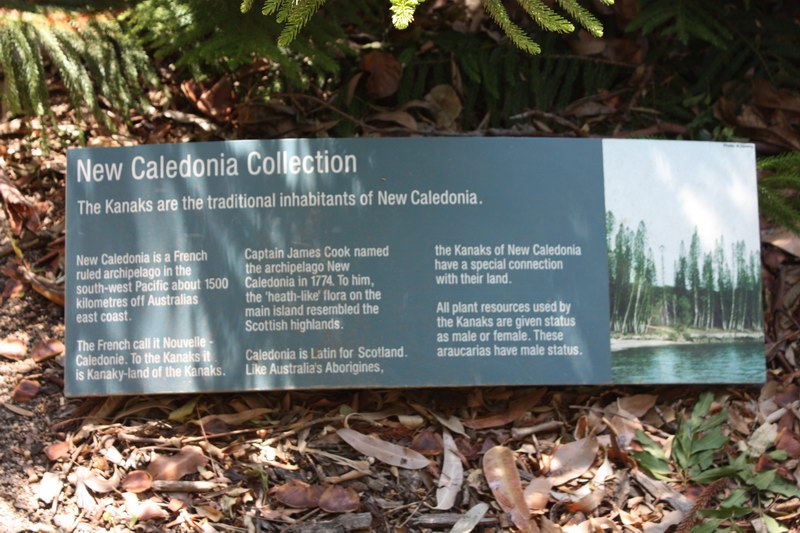 New Caledonia Collection
The Kanaks are the traditional inhabitants of New Caledonia.
New Caledonia is a French
ruled archipelago in the
south-west Pacific about 1500
kilometres off Australias
east coast.
The French call it Nouvelle -
Caledonie. To the Kanaks it
is Kanaky-land of the Kanaks.
Captain James Cook named
the archipelago New
Caledonia in 1774. To him,
the 'heath-like' flora on the
main island resembled the
Scottish highlands.
Caledonia is Latin for Scotland.
Like Australia's Aborigines,
the Kanaks of New Caledonia
have a special connection
with their land.
All plant resources used by
the Kanaks are given status
as male or female. These
araucarias have male status.